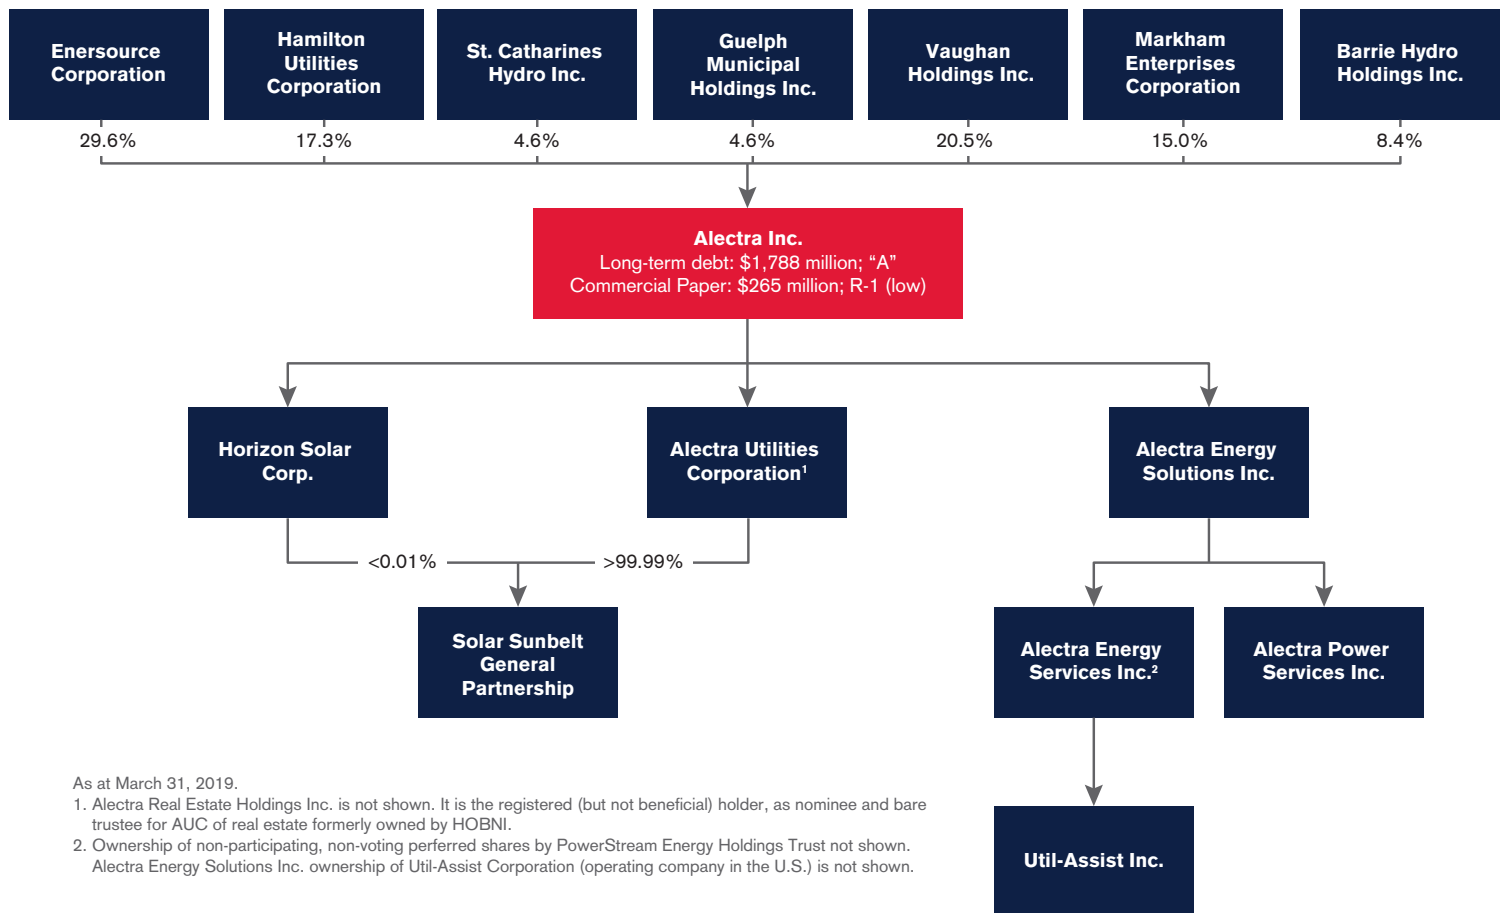 Enersource
Corporation
Hamilton
Utilities
Corporation
St. Catharines
Hydro Inc.
Guelph
Municipal
Holdings Inc.
Vaughan
Holdings Inc.
Markham
Enterprises
Corporation
Barrie Hydro
Holdings Inc.
29.6%
17.3%
4.6%
4.6%
20.5%
15.0%
8.4%
Alectra Inc.
Long-term debt: $1,788 million; “A”
Commercial Paper: $265 million; R-1 (low)
Horizon Solar
Corp.
Alectra Utilities
Corporation¹
Alectra Energy
Solutions Inc.
<0.01%
>99.99%
Solar Sunbelt
General
Partnership
Alectra Energy
Services Inc.²
Alectra Power
Services Inc.
Util-Assist Inc.
As at March 31, 2019.
1. Alectra Real Estate Holdings Inc. is not shown. It is the registered (but not beneficial) holder, as nominee and bare
trustee for AUC of real estate formerly owned by HOBNI.
2. Ownership of non-participating, non-voting perferred shares by PowerStream Energy Holdings Trust not shown.
Alectra Energy Solutions Inc. ownership of Util-Assist Corporation (operating company in the U.S.) is not shown.